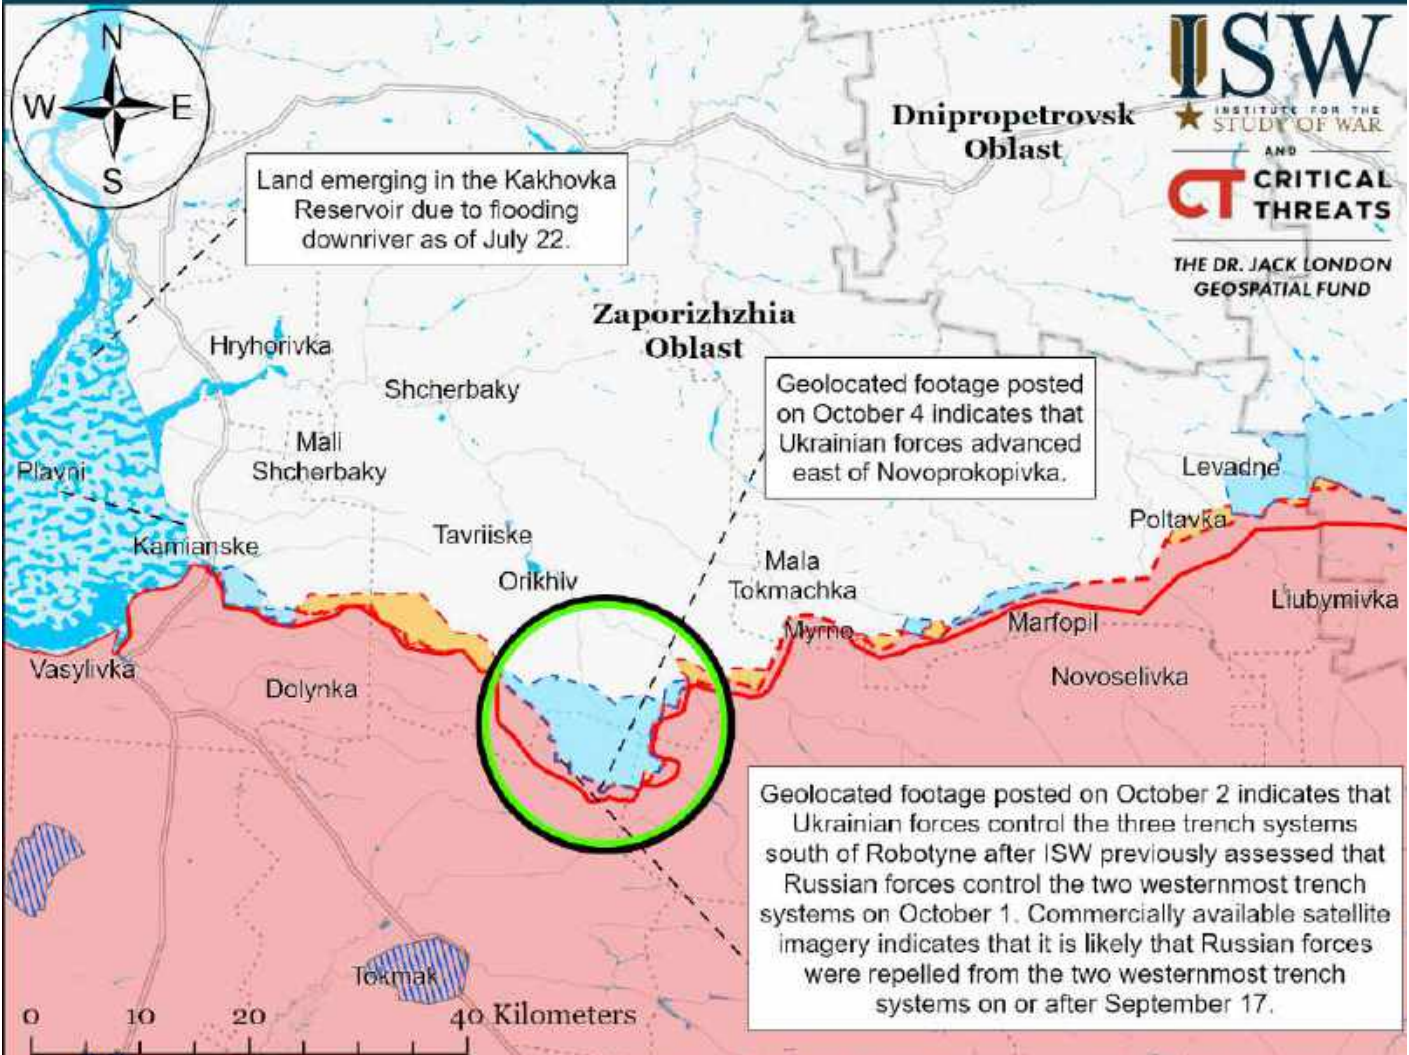 N
W E
S
ISW
INSTITUTE FOR THE
STUDY OF WAR
AND
CT CRITICAL
THREATS
THE DR. JACK LONDON
GEOSPATIAL FUND
Dnipropetrovsk
Oblast
Land emerging in the Kakhovka
Reservoir due to flooding
downriver as of July 22.
Zaporizhzhia
Oblast
Hryhorivka
Shcherbaky
Geolocated footage posted
on October 4 indicates that
Ukrainian forces advanced
east of Novoprokopivka.
Mali
Shcherbaky
Plavni
Levadne
Poltavka
Tavriiske
Kamianske
Orikhiv
Mala
Tokmachka
Liubymivka
Myrne
Marfopil
Vasylivka
Dolynka
Novoselivka
Geolocated footage posted on October 2 indicates that
Ukrainian forces control the three trench systems
south of Robotyne after ISW previously assessed that
Russian forces control the two westernmost trench
systems on October 1. Commercially available satellite
imagery indicates that it is likely that Russian forces
were repelled from the two westernmost trench
systems on or after September 17.
Tokmak
0 10 20 40 Kilometers